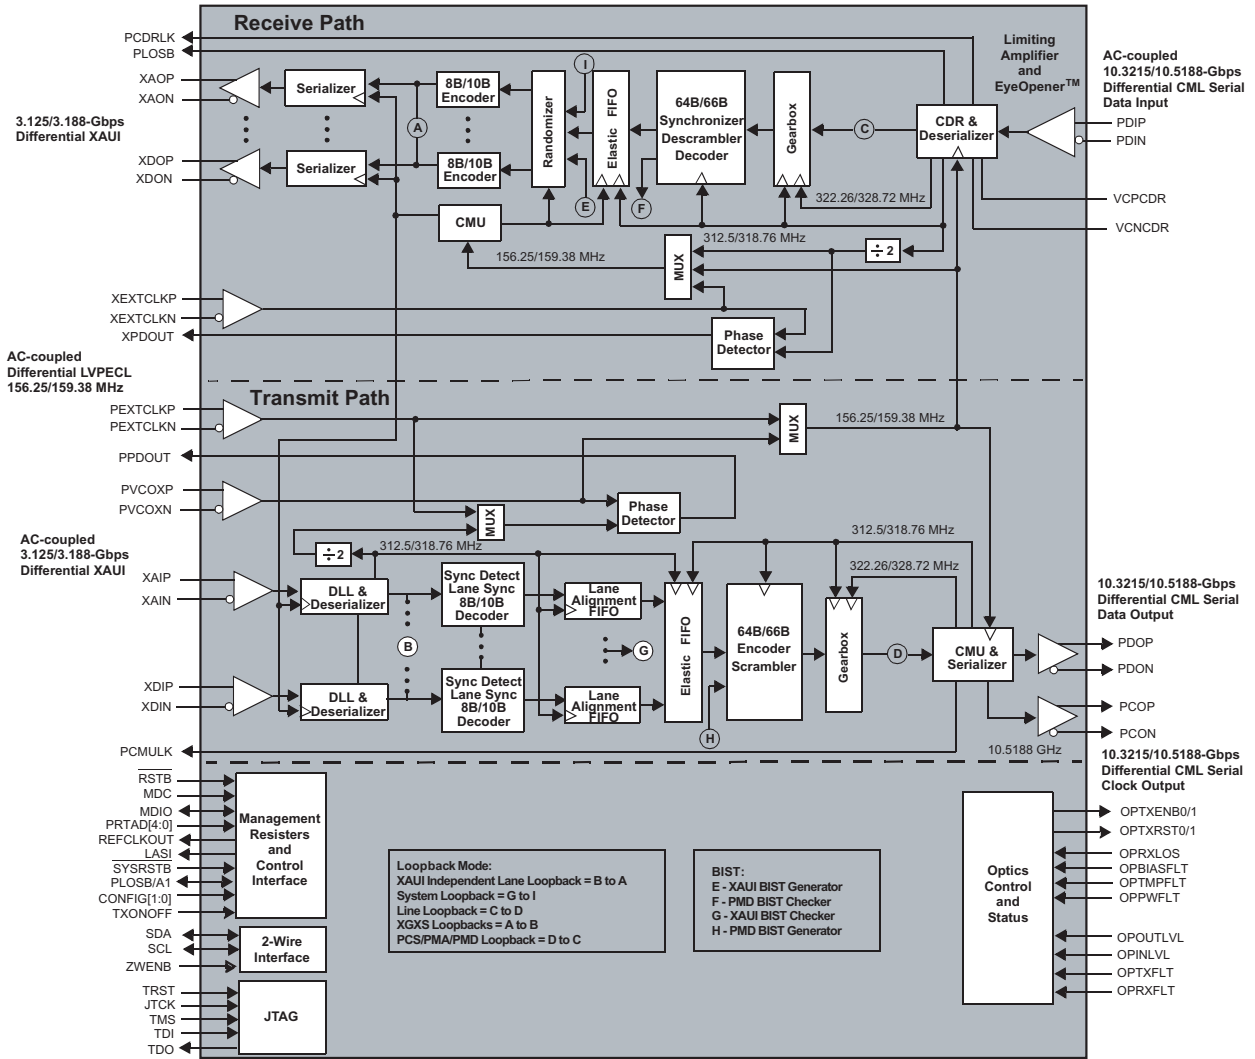 Receive Path
PCDRLK
PLOSB
XAOP
XAON
3.125/3.188-Gbps
Differential XAUI
XDOP
XDON
Serializer
Serializer
8B/10B
Encoder
8B/10B
Encoder
A
Randomizer
I
E
Elastic FIFO
F
64B/66B
Synchronizer
Descrambler
Decoder
Gearbox
C
CDR &
Deserializer
Limiting
Amplifier
and
EyeOpener™
AC-coupled
10.3215/10.5188-Gbps
Differential CML Serial
Data Input
PDIP
PDIN
VCPCDR
VCNCDR
322.26/328.72 MHz
CMU
312.5/318.76 MHz
÷ 2
156.25/159.38 MHz
MUX
XEXTCLKP
XEXTCLKN
XPDOUT
Phase
Detector
AC-coupled
Differential LVPECL
156.25/159.38 MHz
Transmit Path
PEXTCLKP
PEXTCLKN
MUX
156.25/159.38 MHz
PPDOUT
PVCOXP
PVCOXN
MUX
Phase
Detector
AC-coupled
3.125/3.188-Gbps
Differential XAUI
÷ 2
312.5/318.76 MHz
312.5/318.76 MHz
322.26/328.72 MHz
XAIP
XAIN
DLL &
Deserializer
B
Sync Detect
Lane Sync
8B/10B
Decoder
Lane
Alignment
FIFO
G
Elastic FIFO
64B/66B
Encoder
Scrambler
Gearbox
D
CMU &
Serializer
10.3215/10.5188-Gbps
Differential CML Serial
Data Output
PDOP
PDON
XDIP
XDIN
DLL &
Deserializer
Sync Detect
Lane Sync
8B/10B
Decoder
Lane
Alignment
FIFO
H
PCOP
PCON
PCMULK
10.5188 GHz
10.3215/10.5188-Gbps
Differential CML Serial
Clock Output
RSTB
MDC
MDIO
PRTAD[4:0]
REFCLKOUT
LASI
SYSRSTB
PLOSB/A1
CONFIG[1:0]
TXONOFF
Management
Registers
and
Control
Interface
SDA
SCL
ZWENB
2-Wire
Interface
TRST
JTCK
TMS
TDI
TDO
JTAG
Loopback Mode:
XAUI Independent Lane Loopback = B to A
System Loopback = G to I
Line Loopback = C to D
XGXS Loopbacks = A to B
PCS/PMA/PMD Loopback = D to C
BIST:
E - XAUI BIST Generator
F - PMD BIST Checker
G - XAUI BIST Checker
H - PMD BIST Generator
Optics
Control
and
Status
OPTXENB0/1
OPTXRST0/1
OPRXLOS
OPBIASFLT
OPTMPFLT
OPPWFLT
OPOUTLVL
OPINLVL
OPTXFLT
OPRXFLT